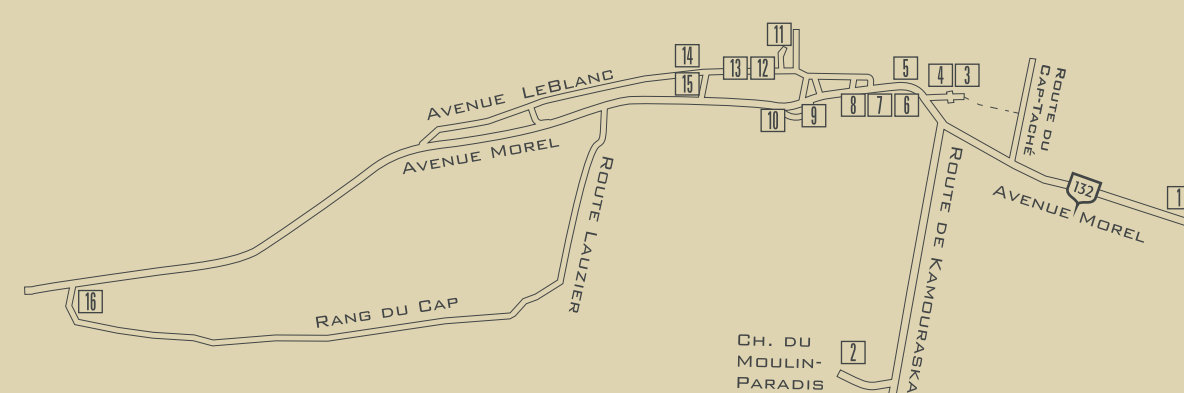 11
14
13
12
5
4
3
15
8
7
6
10
9
Avenue LeBlanc
Avenue Morel
Route Lauzier
Route du
Cap-Taché
132
1
Avenue Morel
Route de Kamouraska
16
Rang du Cap
2
Ch. du
Moulin-
Paradis